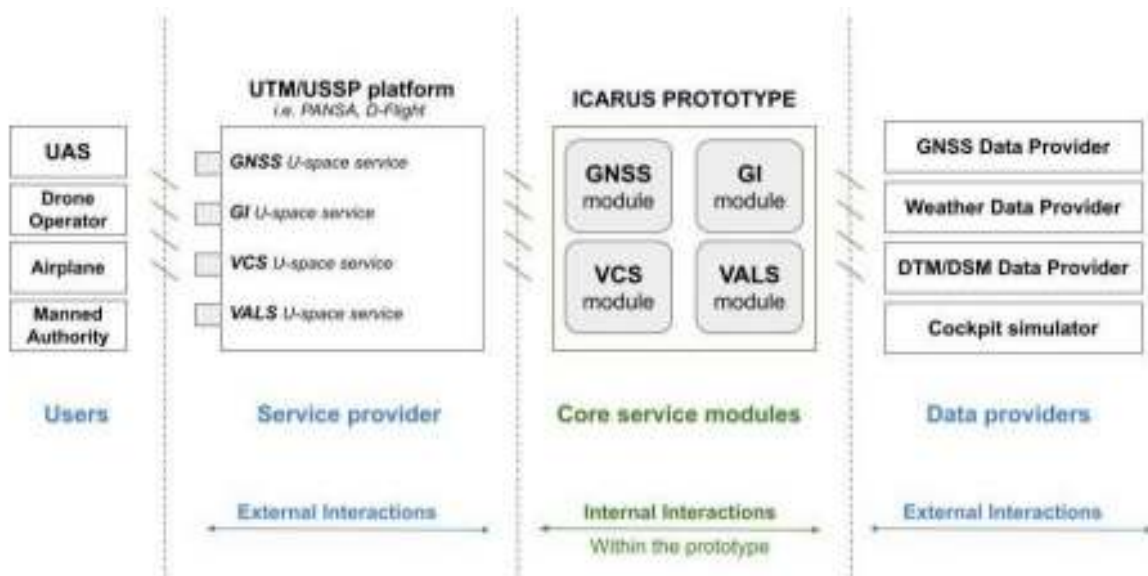 UTM/USSP platform
i.e. PANSA, D-Flight
ICARUS PROTOTYPE
UAS
Drone
Operator
Airplane
Manned
Authority
GNSS U-space service
GI U-space service
VCS U-space service
VALS U-space service
GNSS
module
GI
module
VCS
module
VALS
module
GNSS Data Provider
Weather Data Provider
DTM/DSM Data Provider
Cockpit simulator
Users
Service provider
Core service modules
Data providers
External Interactions
Internal Interactions
Within the prototype
External Interactions